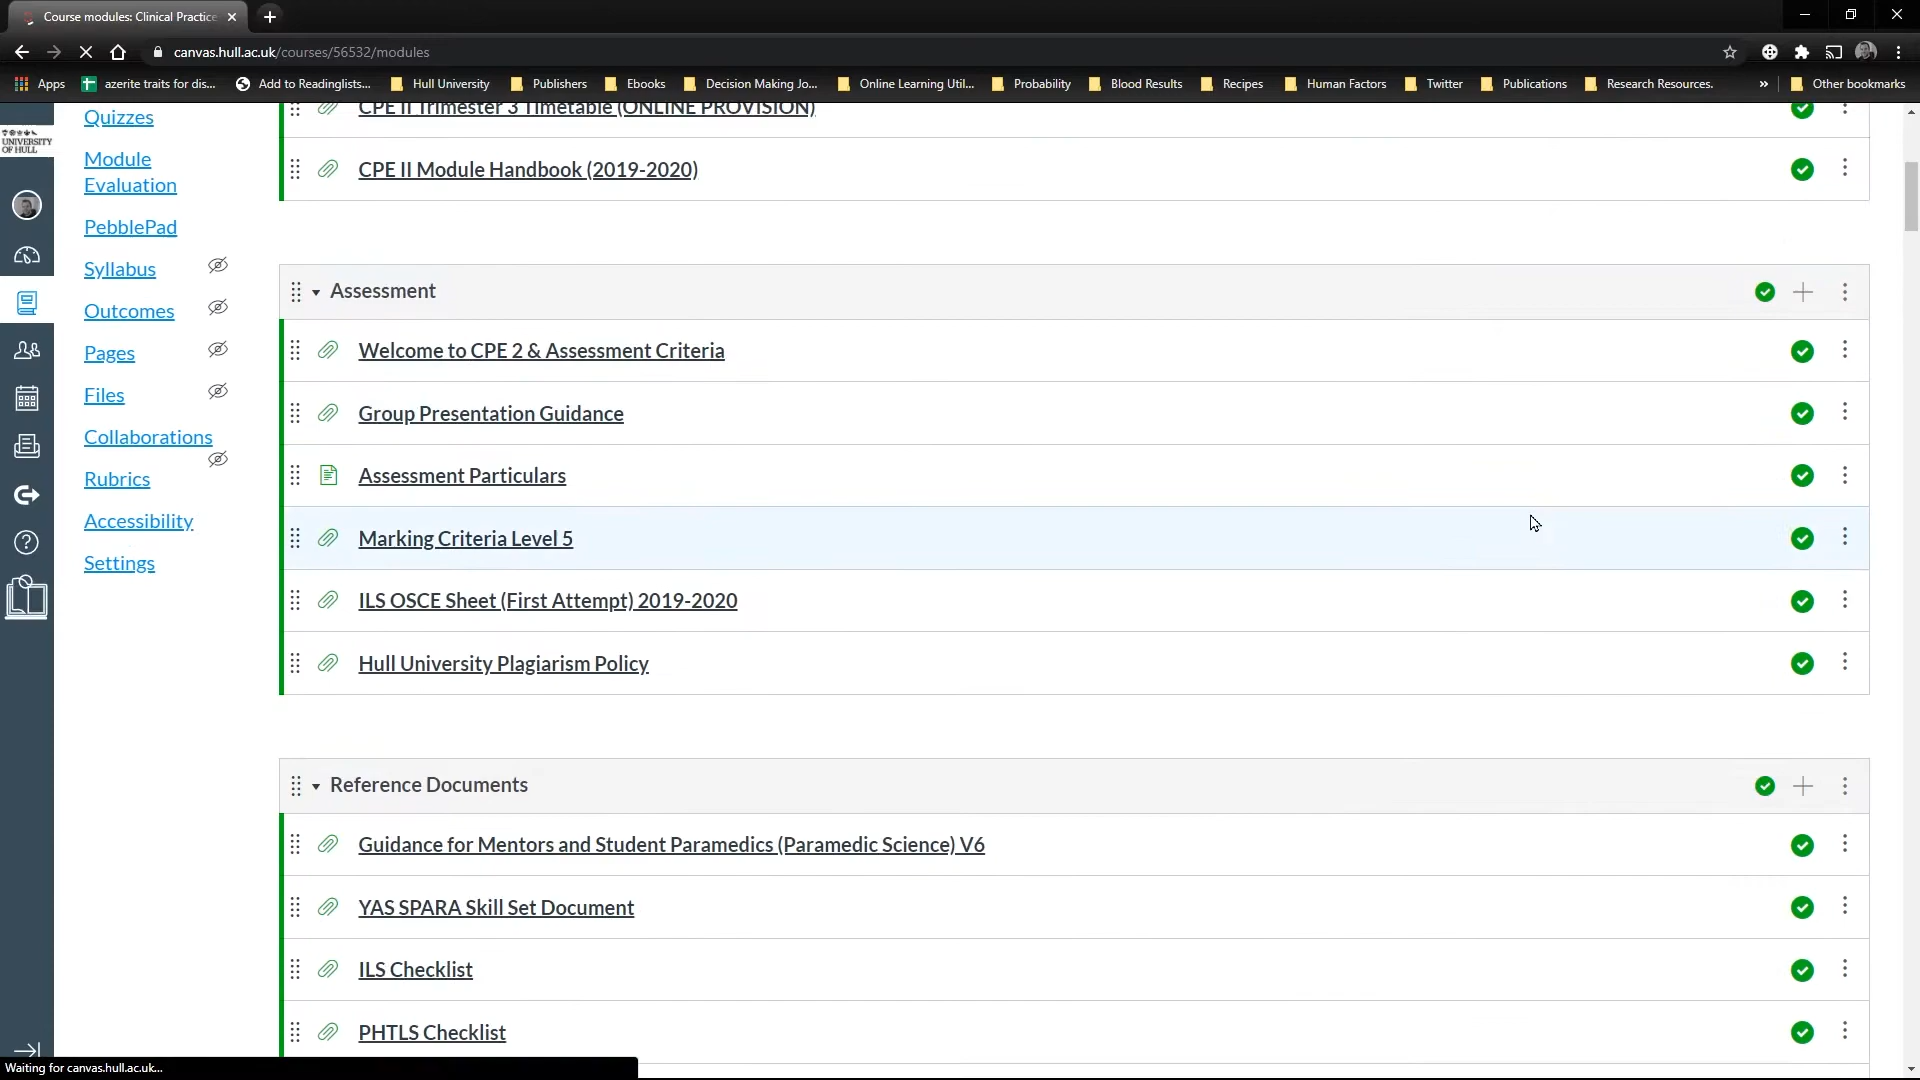 Course modules: Clinical Practice
canvas.hull.ac.uk/courses/56532/modules
Apps azerite traits for dis... Add to Readinglists... Hull University Publishers Ebooks Decision Making Jo... Online Learning Util... Probability Blood Results Recipes Human Factors Twitter Publications Research Resources. » Other bookmarks
UNIVERSITY
OF HULL
Quizzes
Module
Evaluation
PebblePad
Syllabus
Outcomes
Pages
Files
Collaborations
Rubrics
Accessibility
Settings
CPE II Trimester 3 Timetable (ONLINE PROVISION)
CPE II Module Handbook (2019-2020)
Assessment
Welcome to CPE 2 & Assessment Criteria
Group Presentation Guidance
Assessment Particulars
Marking Criteria Level 5
ILS OSCE Sheet (First Attempt) 2019-2020
Hull University Plagiarism Policy
Reference Documents
Guidance for Mentors and Student Paramedics (Paramedic Science) V6
YAS SPARA Skill Set Document
ILS Checklist
PHTLS Checklist
Waiting for canvas.hull.ac.uk...